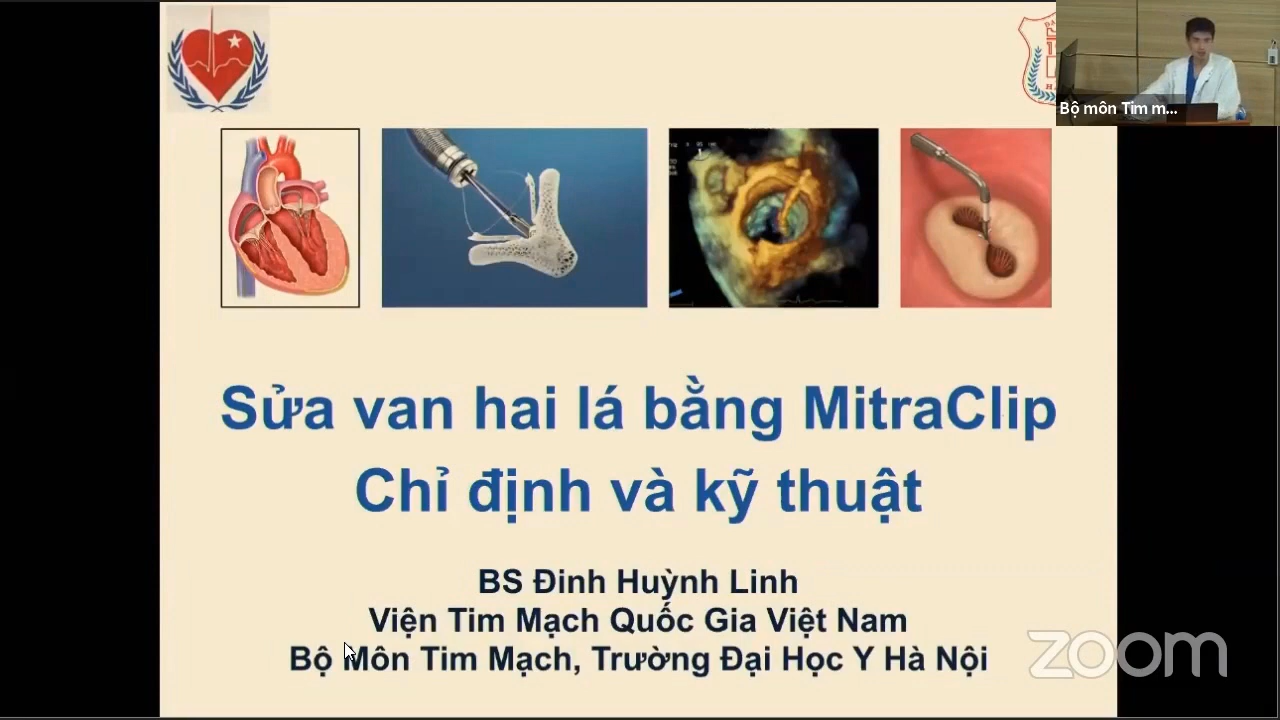 Bộ môn Tim m...
Sửa van hai lá bằng MitraClip
Chỉ định và kỹ thuật
BS Đinh Huỳnh Linh
Viện Tim Mạch Quốc Gia Việt Nam
Bộ Môn Tim Mạch, Trường Đại Học Y Hà Nội
zoom